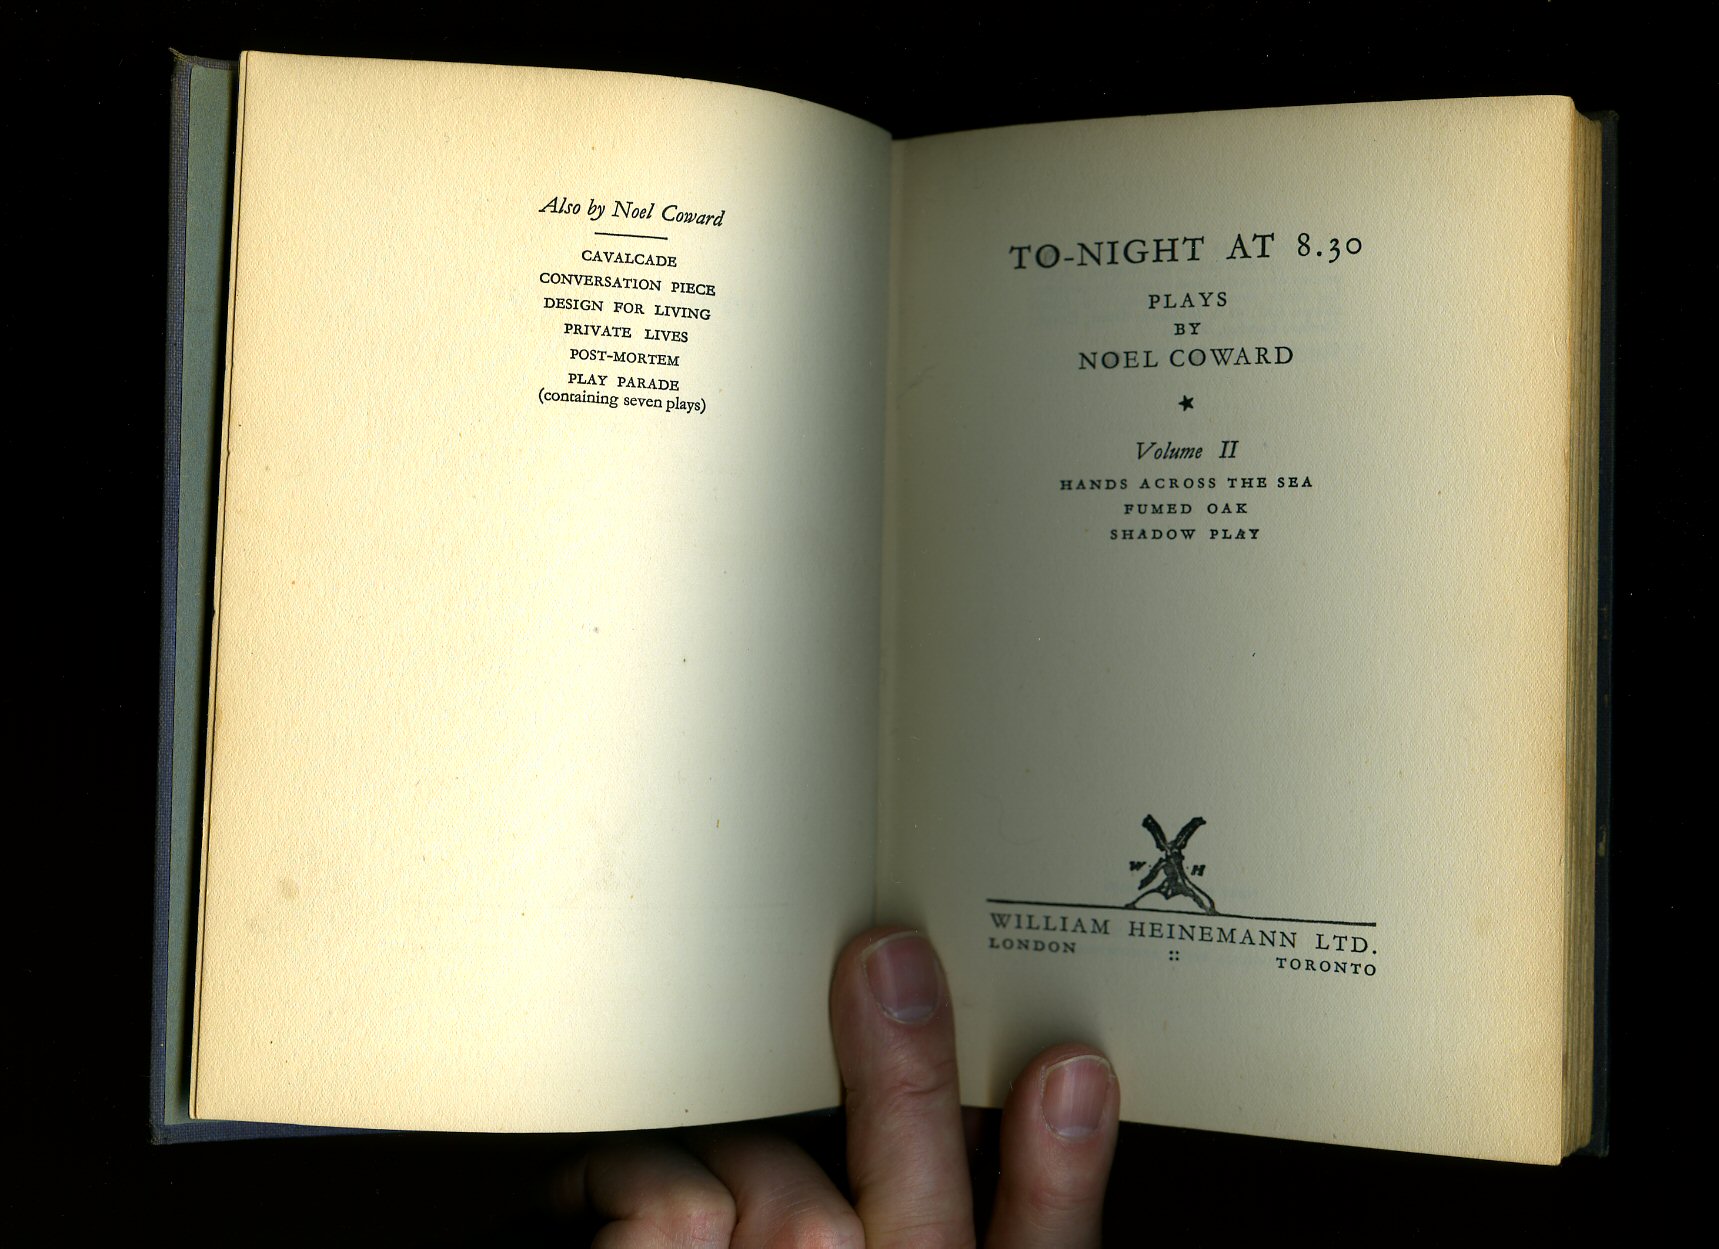 Also by Noel Coward
CAVALCADE
CONVERSATION PIECE
DESIGN FOR LIVING
PRIVATE LIVES
POST-MORTEM
PLAY PARADE
(containing seven plays)
TO-NIGHT AT 8.30
PLAYS
BY
NOEL COWARD
Volume II
HANDS ACROSS THE SEA
FUMED OAK
SHADOW PLAY
W H
WILLIAM HEINEMANN LTD.
LONDON :: TORONTO